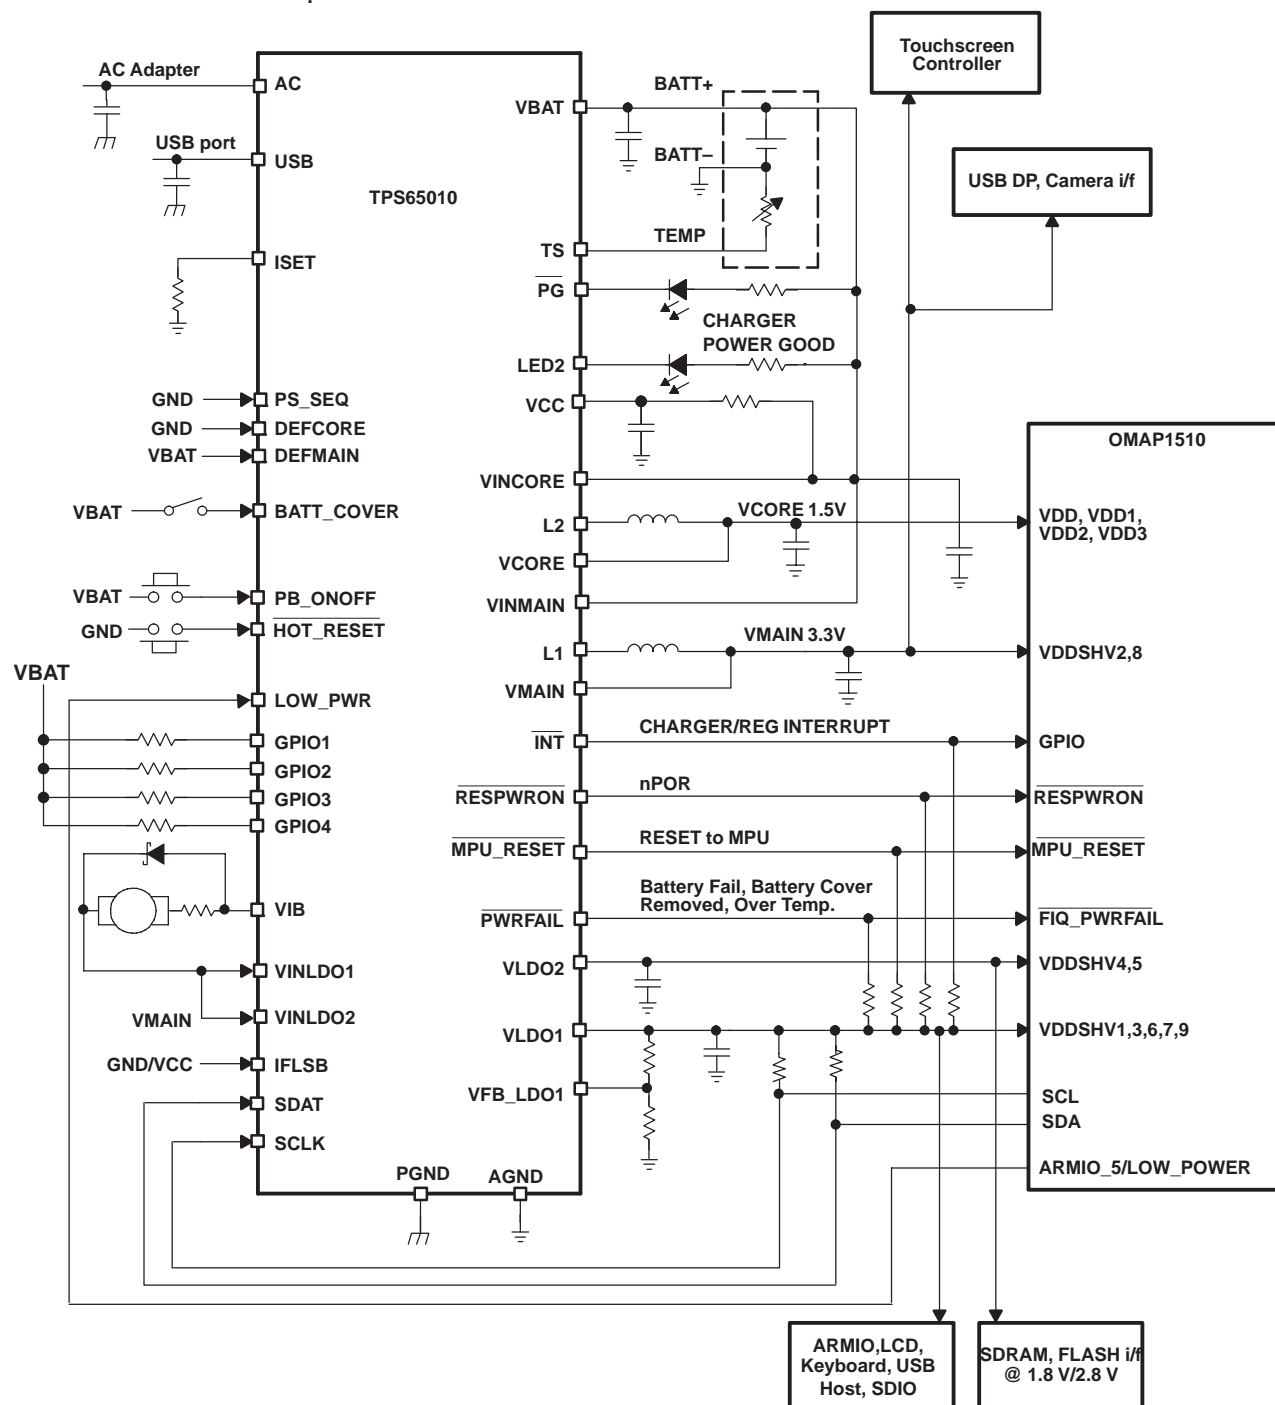 Touchscreen
Controller
AC Adapter
AC
BATT+
VBAT
USB port
USB
BATT–
USB DP, Camera i/f
TPS65010
TEMP
TS
ISET
PG
CHARGER
POWER GOOD
LED2
GND
PS_SEQ
VCC
GND
DEFCORE
OMAP1510
VBAT
DEFMAIN
VINCORE
VBAT
BATT_COVER
VCORE 1.5V
L2
VDD, VDD1,
VDD2, VDD3
VCORE
VBAT
PB_ONOFF
VINMAIN
GND
HOT_RESET
VMAIN 3.3V
L1
VDDSHV2,8
VBAT
VMAIN
LOW_PWR
CHARGER/REG INTERRUPT
GPIO1
INT
GPIO
GPIO2
nPOR
GPIO3
RESPWRON
RESPWRON
GPIO4
RESET to MPU
MPU_RESET
MPU_RESET
Battery Fail, Battery Cover
Removed, Over Temp.
VIB
PWRFAIL
FIQ_PWRFAIL
VINLDO1
VLDO2
VDDSHV4,5
VMAIN
VINLDO2
VLDO1
VDDSHV1,3,6,7,9
GND/VCC
IFLSB
VFB_LDO1
SCL
SDAT
SDA
SCLK
PGND
AGND
ARMIO_5/LOW_POWER
ARMIO,LCD,
Keyboard, USB
Host, SDIO
SDRAM, FLASH i/f
@ 1.8 V/2.8 V